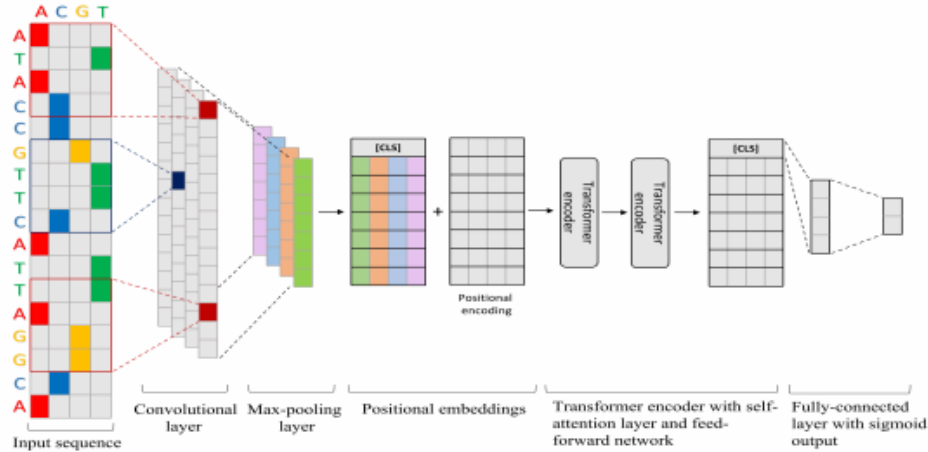 A C G T
A
T
A
C
C
G
T
T
C
A
T
T
A
G
G
C
A
[CLS]
+
Positional
encoding
Transformer
encoder
Transformer
encoder
[CLS]
Input sequence
Convolutional
layer
Max-pooling
layer
Positional embeddings
Transformer encoder with self-
attention layer and feed-
forward network
Fully-connected
layer with sigmoid
output